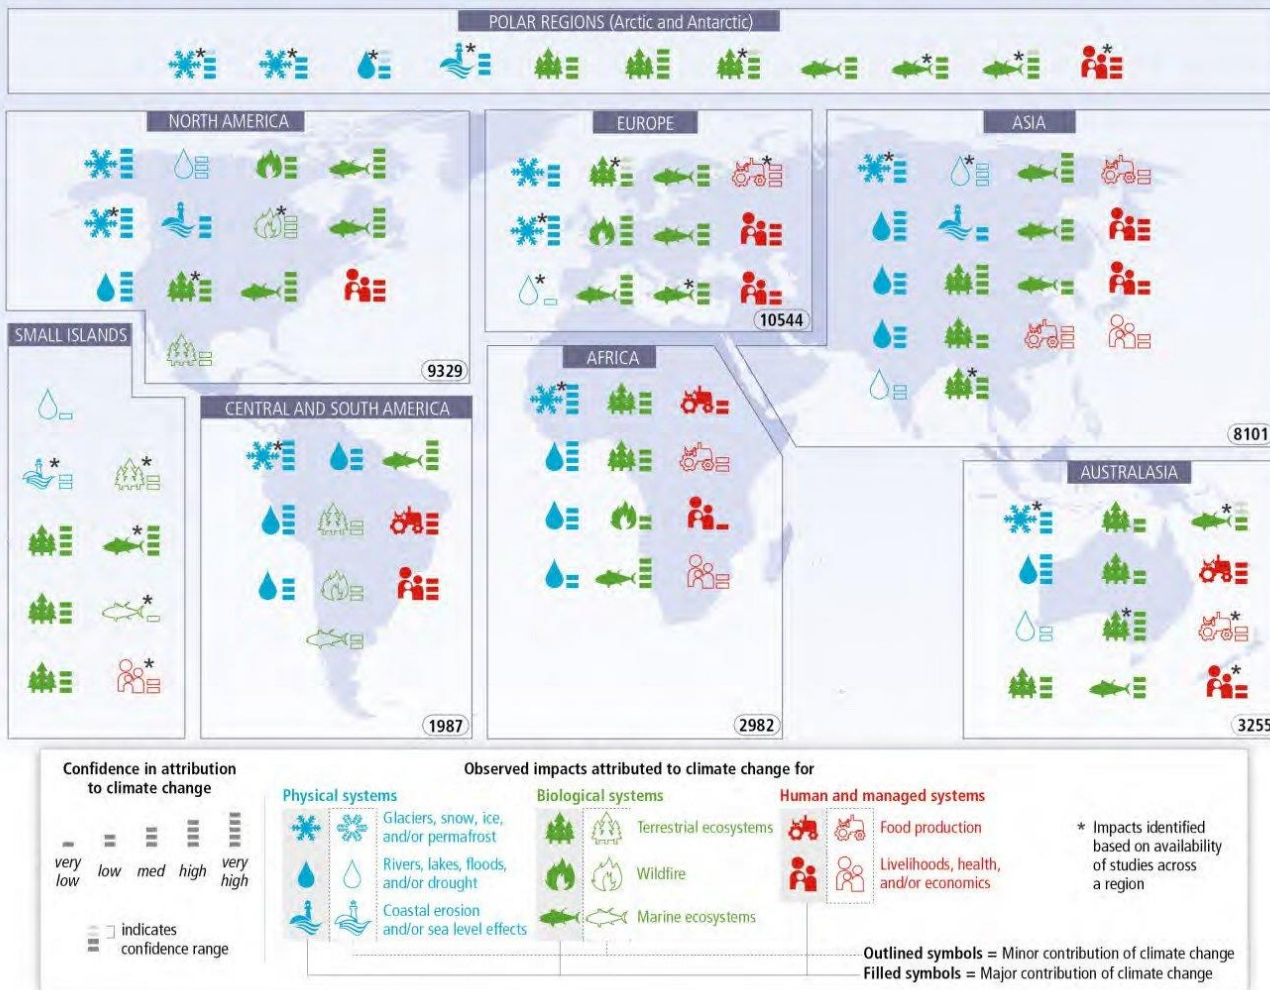 POLAR REGIONS (Arctic and Antarctic)
NORTH AMERICA
EUROPE
ASIA
10544
SMALL ISLANDS
AFRICA
9329
CENTRAL AND SOUTH AMERICA
8101
AUSTRALASIA
1987
2982
3255
Confidence in attribution
to climate change
very
low
low
med
high
very
high
indicates
confidence range
Observed impacts attributed to climate change for
Physical systems
Glaciers, snow, ice,
and/or permafrost
Rivers, lakes, floods,
and/or drought
Coastal erosion
and/or sea level effects
Biological systems
Terrestrial ecosystems
Wildfire
Marine ecosystems
Human and managed systems
Food production
Livelihoods, health,
and/or economics
* Impacts identified
based on availability
of studies across
a region
Outlined symbols = Minor contribution of climate change
Filled symbols = Major contribution of climate change